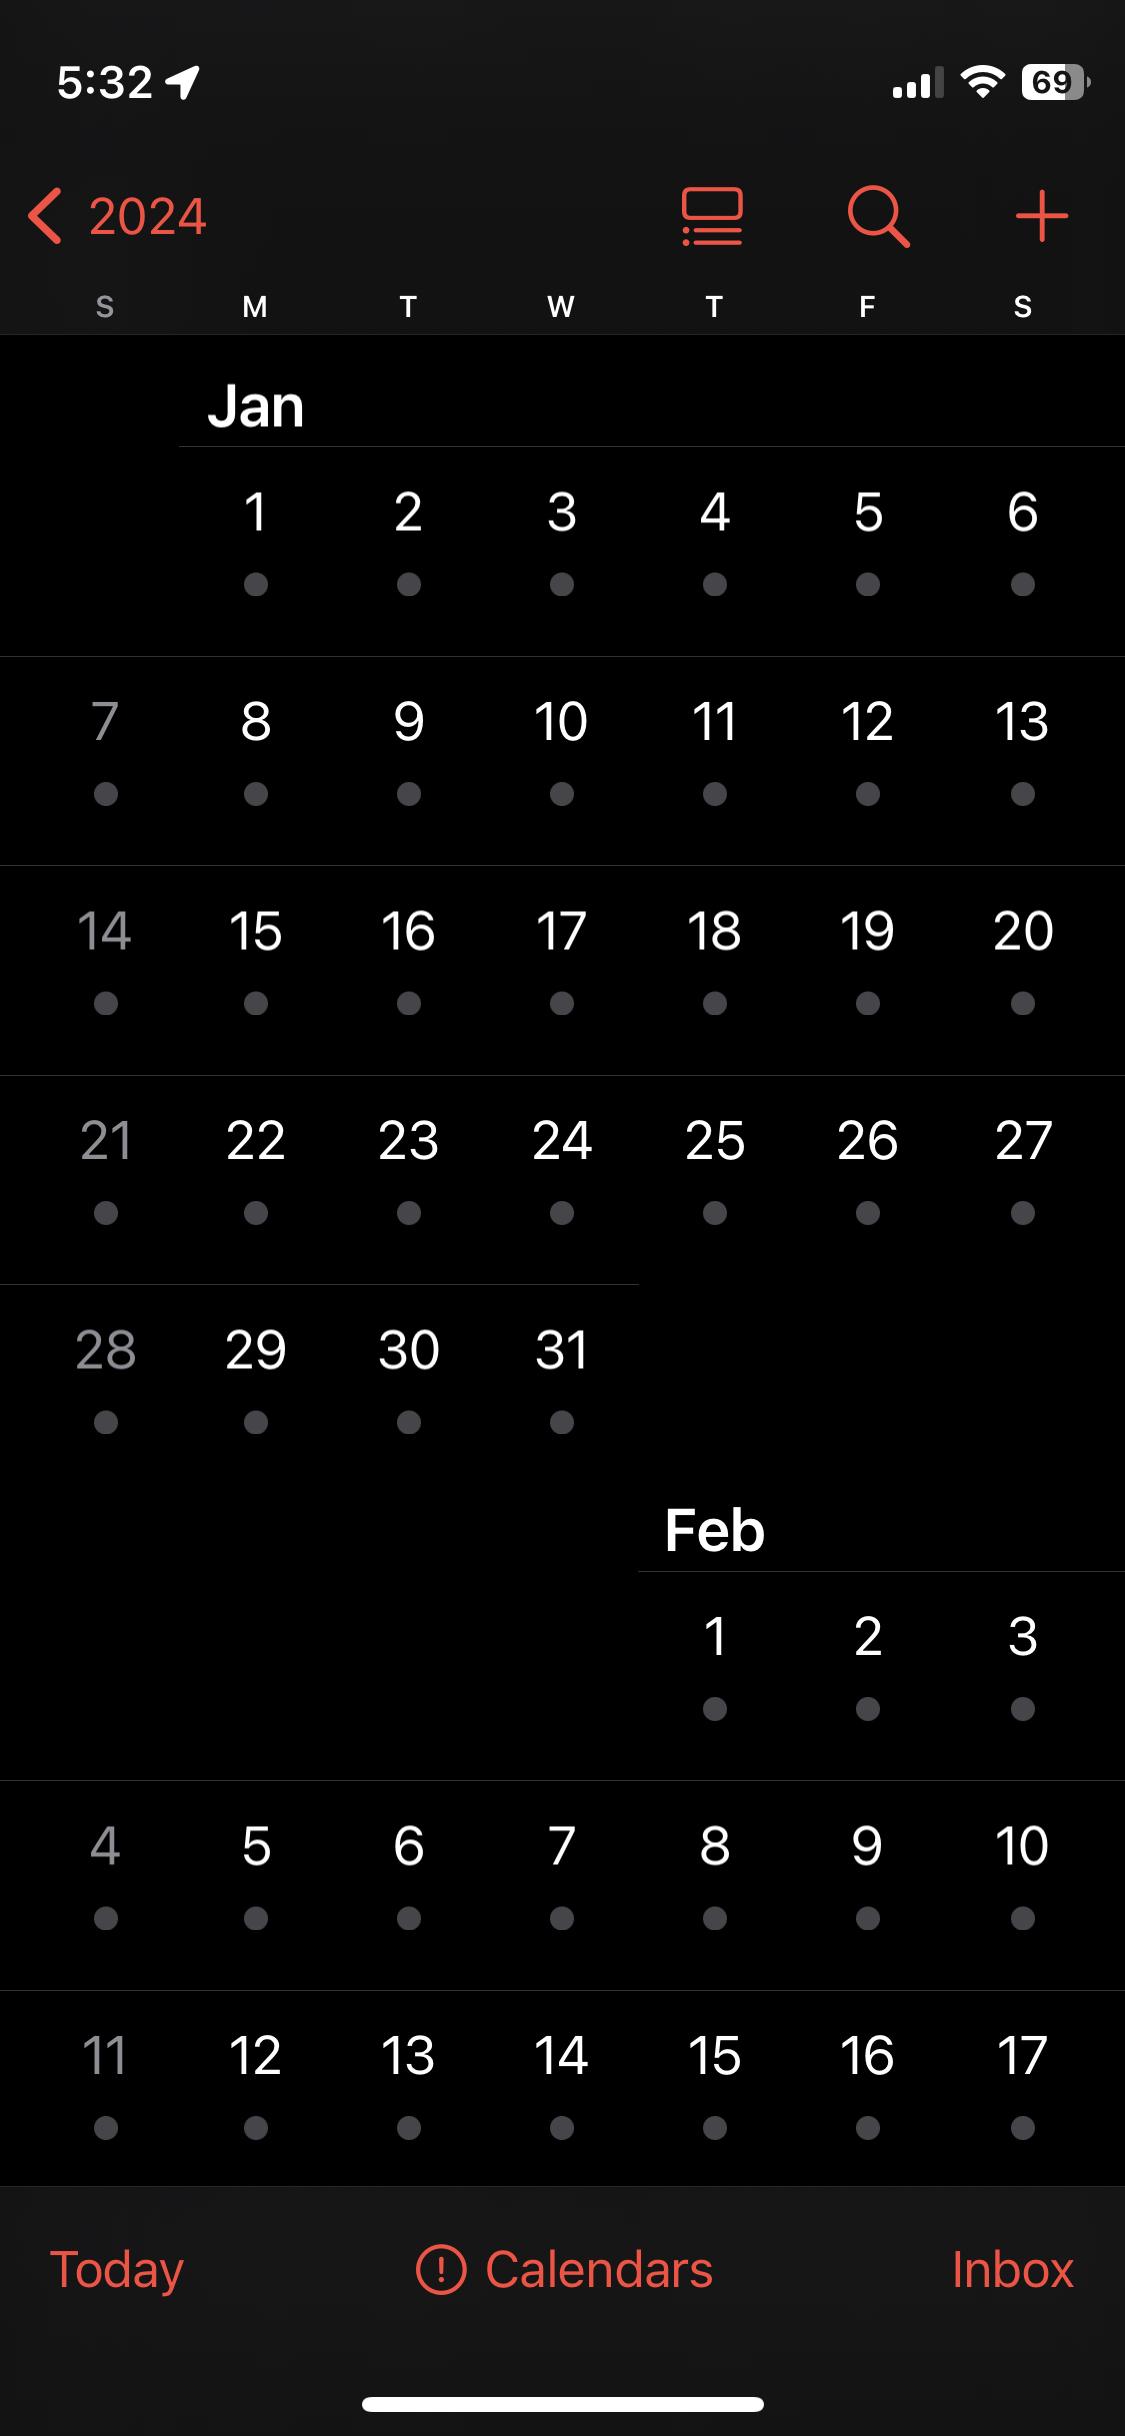 5:32 69
2024
S M T W T F S
Jan
1 2 3 4 5 6
7 8 9 10 11 12 13
14 15 16 17 18 19 20
21 22 23 24 25 26 27
28 29 30 31
Feb
1 2 3
4 5 6 7 8 9 10
11 12 13 14 15 16 17
Today Calendars Inbox